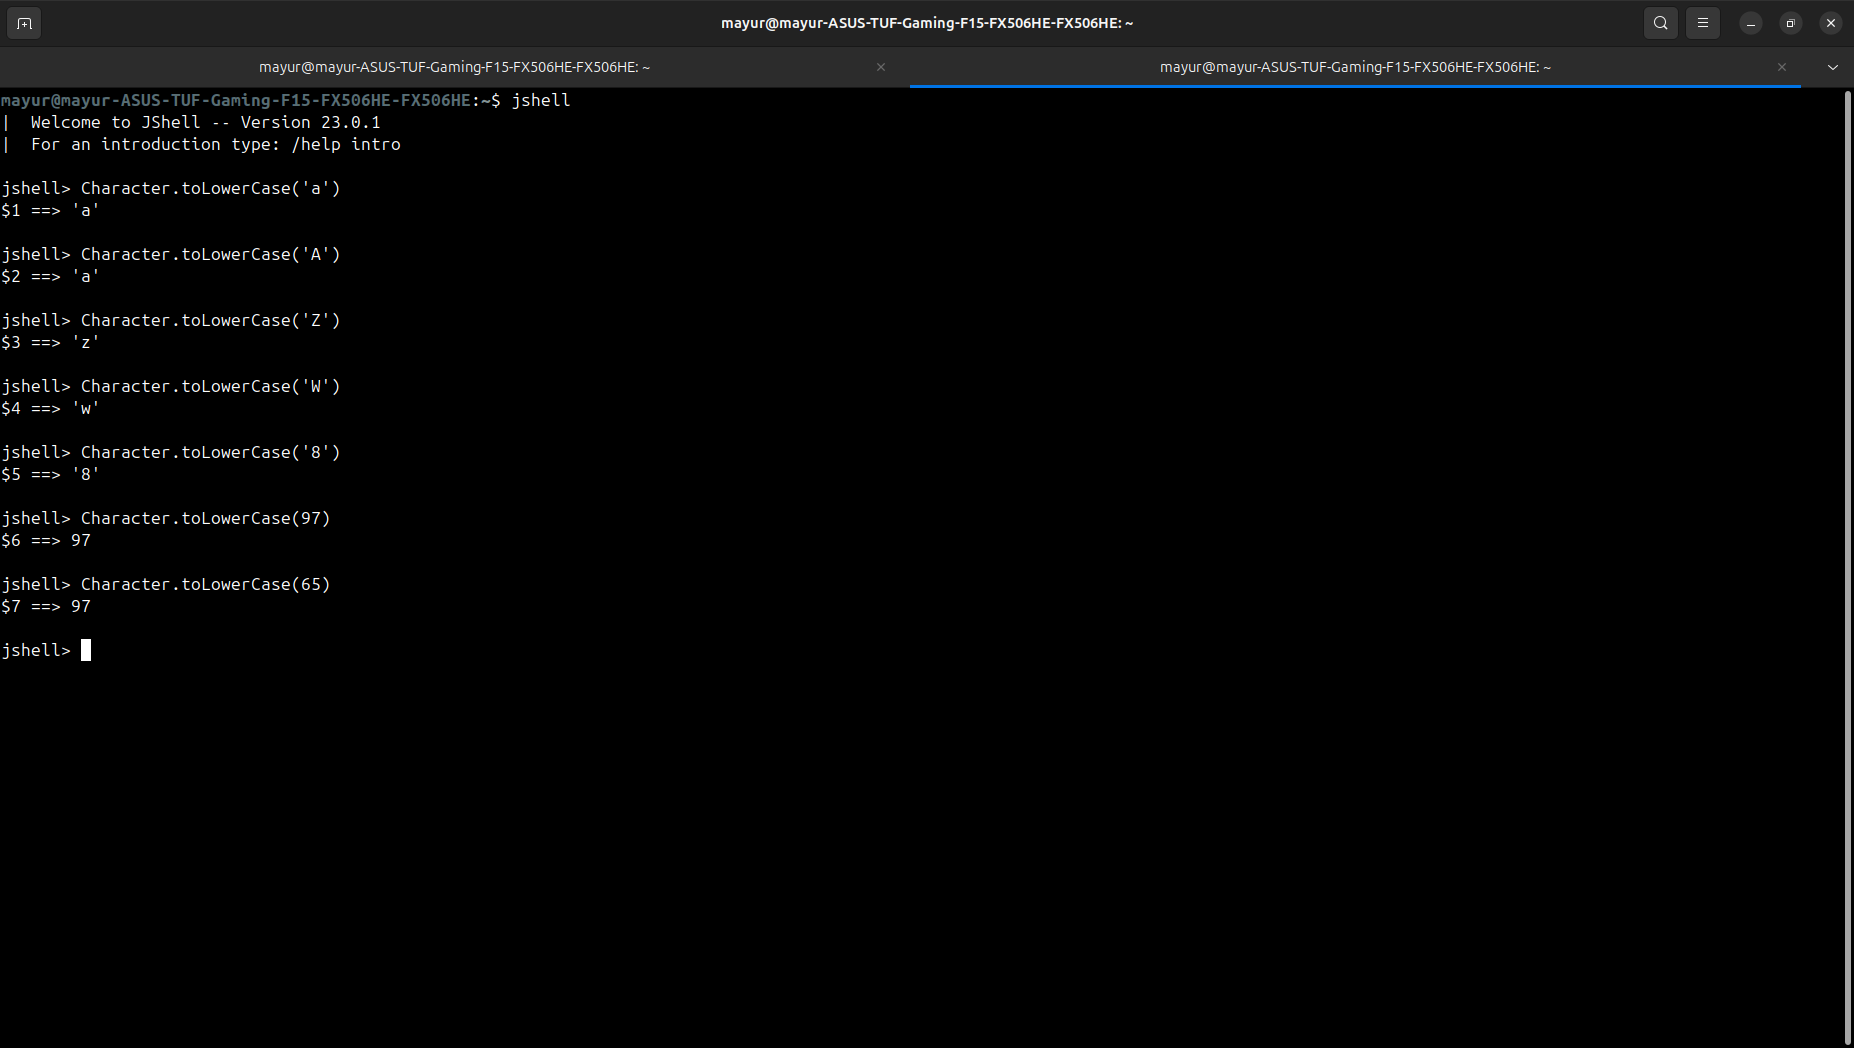 mayur@mayur-ASUS-TUF-Gaming-F15-FX506HE-FX506HE: ~
mayur@mayur-ASUS-TUF-Gaming-F15-FX506HE-FX506HE: ~
mayur@mayur-ASUS-TUF-Gaming-F15-FX506HE-FX506HE: ~
mayur@mayur-ASUS-TUF-Gaming-F15-FX506HE-FX506HE:~$ jshell
|  Welcome to JShell -- Version 23.0.1
|  For an introduction type: /help intro
jshell> Character.toLowerCase('a')
$1 ==> 'a'
jshell> Character.toLowerCase('A')
$2 ==> 'a'
jshell> Character.toLowerCase('Z')
$3 ==> 'z'
jshell> Character.toLowerCase('W')
$4 ==> 'w'
jshell> Character.toLowerCase('8')
$5 ==> '8'
jshell> Character.toLowerCase(97)
$6 ==> 97
jshell> Character.toLowerCase(65)
$7 ==> 97
jshell>